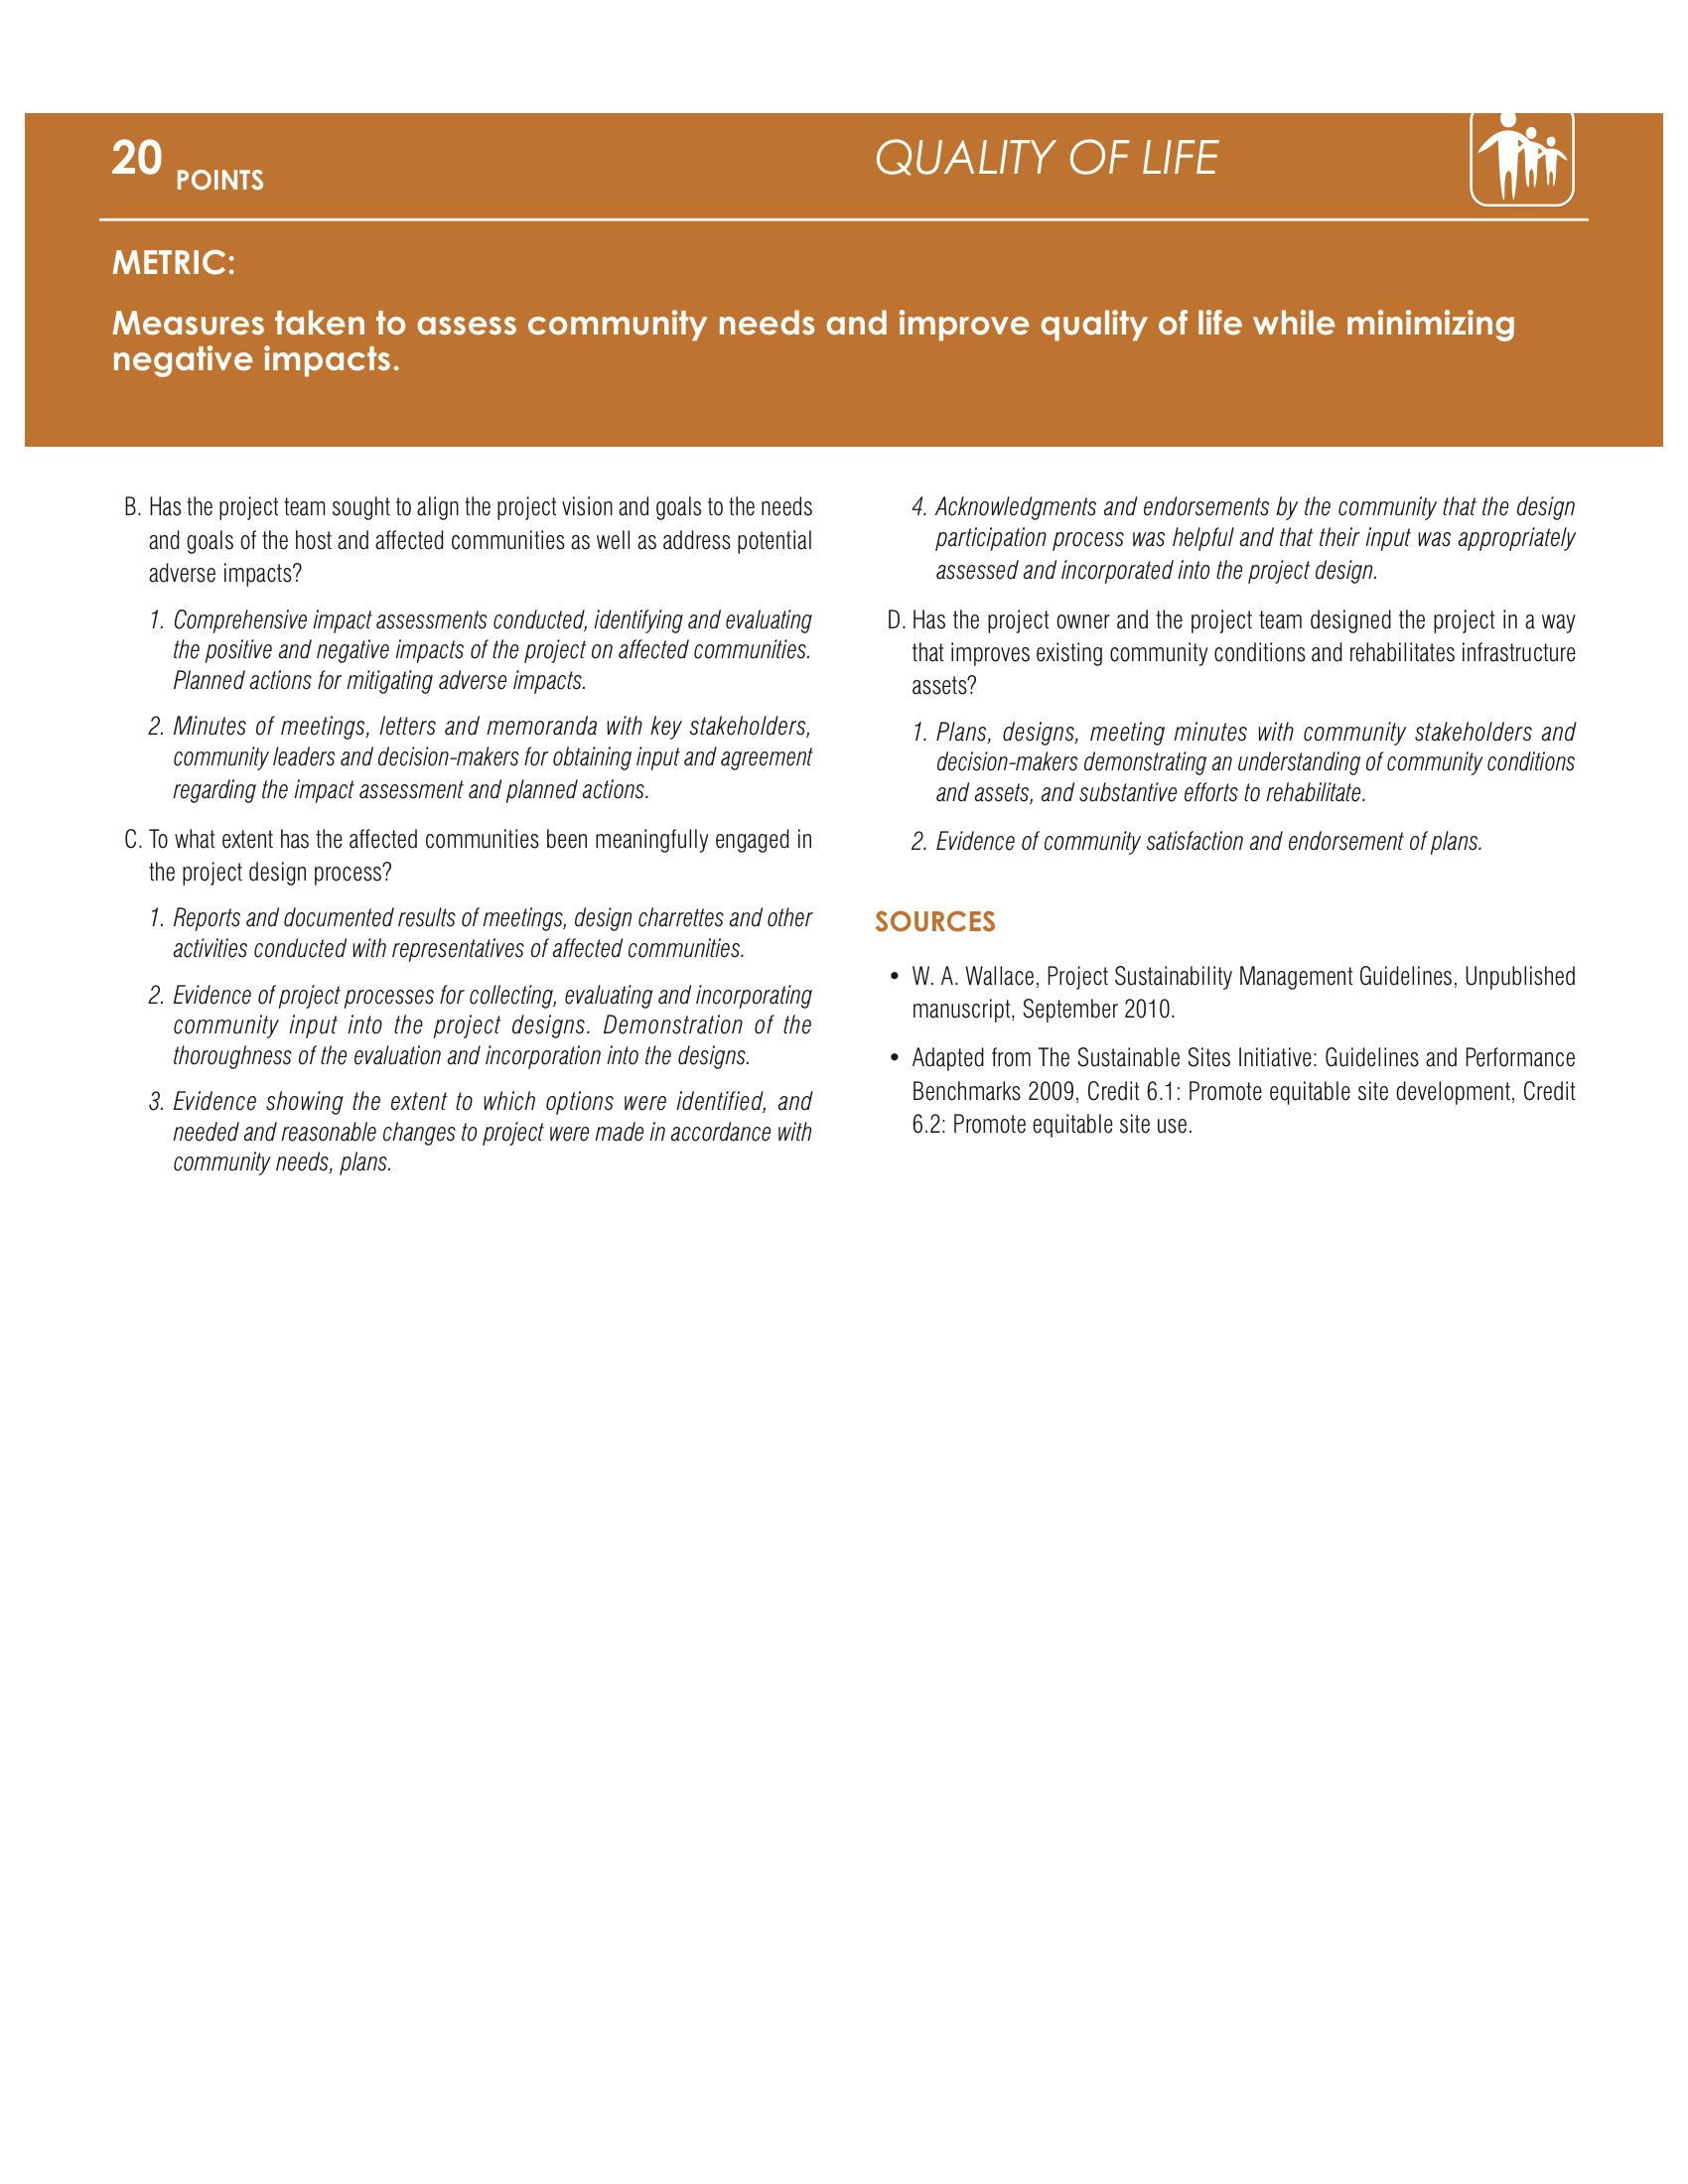 20 POINTS
QUALITY OF LIFE
METRIC:
Measures taken to assess community needs and improve quality of life while minimizing
negative impacts.
B. Has the project team sought to align the project vision and goals to the needs
and goals of the host and affected communities as well as address potential
adverse impacts?
1. Comprehensive impact assessments conducted, identifying and evaluating
the positive and negative impacts of the project on affected communities.
Planned actions for mitigating adverse impacts.
2. Minutes of meetings, letters and memoranda with key stakeholders,
community leaders and decision-makers for obtaining input and agreement
regarding the impact assessment and planned actions.
C. To what extent has the affected communities been meaningfully engaged in
the project design process?
1. Reports and documented results of meetings, design charrettes and other
activities conducted with representatives of affected communities.
2. Evidence of project processes for collecting, evaluating and incorporating
community input into the project designs. Demonstration of the
thoroughness of the evaluation and incorporation into the designs.
3. Evidence showing the extent to which options were identified, and
needed and reasonable changes to project were made in accordance with
community needs, plans.
4. Acknowledgments and endorsements by the community that the design
participation process was helpful and that their input was appropriately
assessed and incorporated into the project design.
D. Has the project owner and the project team designed the project in a way
that improves existing community conditions and rehabilitates infrastructure
assets?
1. Plans, designs, meeting minutes with community stakeholders and
decision-makers demonstrating an understanding of community conditions
and assets, and substantive efforts to rehabilitate.
2. Evidence of community satisfaction and endorsement of plans.
SOURCES
• W. A. Wallace, Project Sustainability Management Guidelines, Unpublished
manuscript, September 2010.
• Adapted from The Sustainable Sites Initiative: Guidelines and Performance
Benchmarks 2009, Credit 6.1: Promote equitable site development, Credit
6.2: Promote equitable site use.